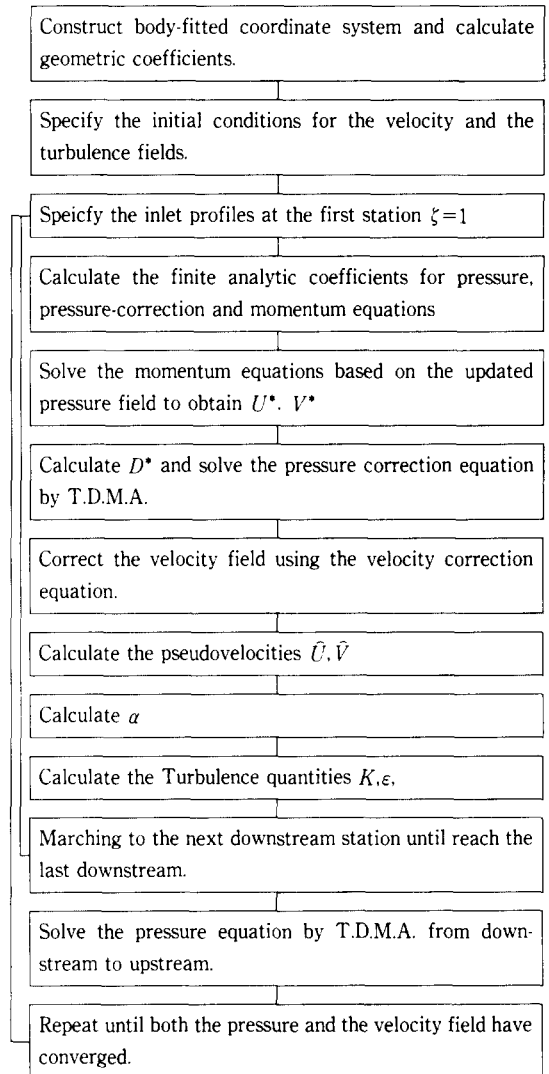 Construct body-fitted coordinate system and calculate
geometric coefficients.
Specify the initial conditions for the velocity and the
turbulence fields.
Speicfy the inlet profiles at the first station ζ=1
Calculate the finite analytic coefficients for pressure,
pressure-correction and momentum equations
Solve the momentum equations based on the updated
pressure field to obtain U*. V*
Calculate D* and solve the pressure correction equation
by T.D.M.A.
Correct the velocity field using the velocity correction
equation.
Calculate the pseudovelocities Û, V̂
Calculate α
Calculate the Turbulence quantities K,ε,
Marching to the next downstream station until reach the
last downstream.
Solve the pressure equation by T.D.M.A. from down-
stream to upstream.
Repeat until both the pressure and the velocity field have
converged.